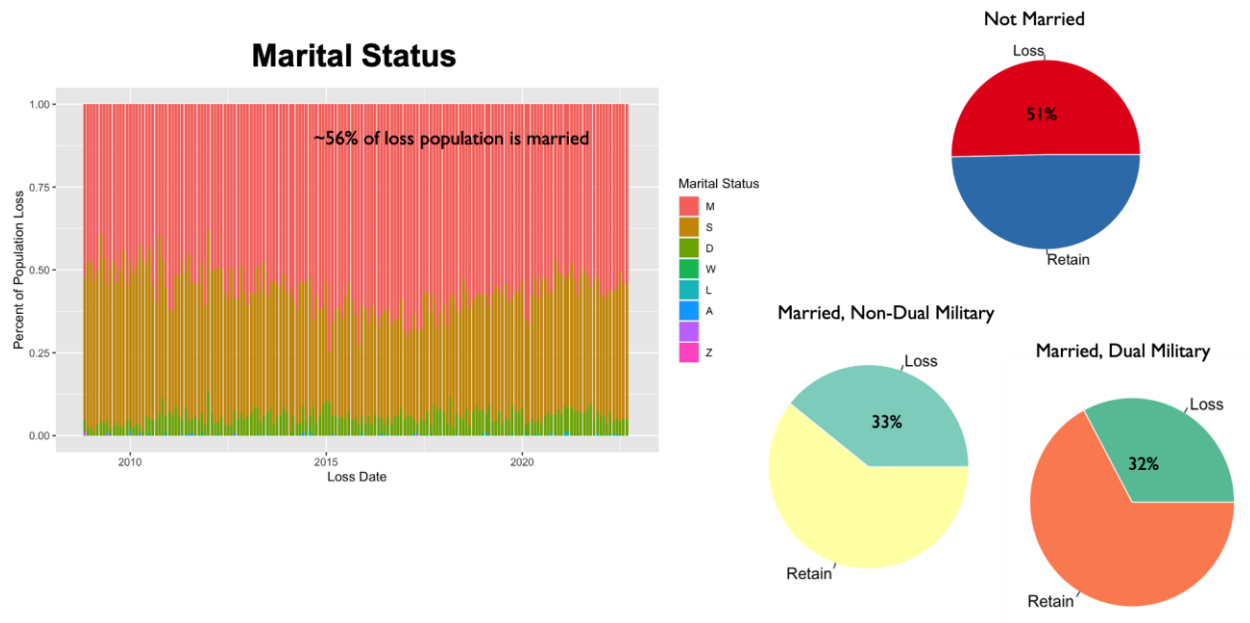 Marital Status
1.00
0.75
0.50
0.25
0.00
Percent of Population Loss
~56% of loss population is married
2010
2015
2020
Loss Date
Marital Status
M
S
D
W
L
A
Z
Not Married
Loss
51%
Retain
Married, Non-Dual Military
Loss
33%
Retain
Married, Dual Military
Loss
32%
Retain